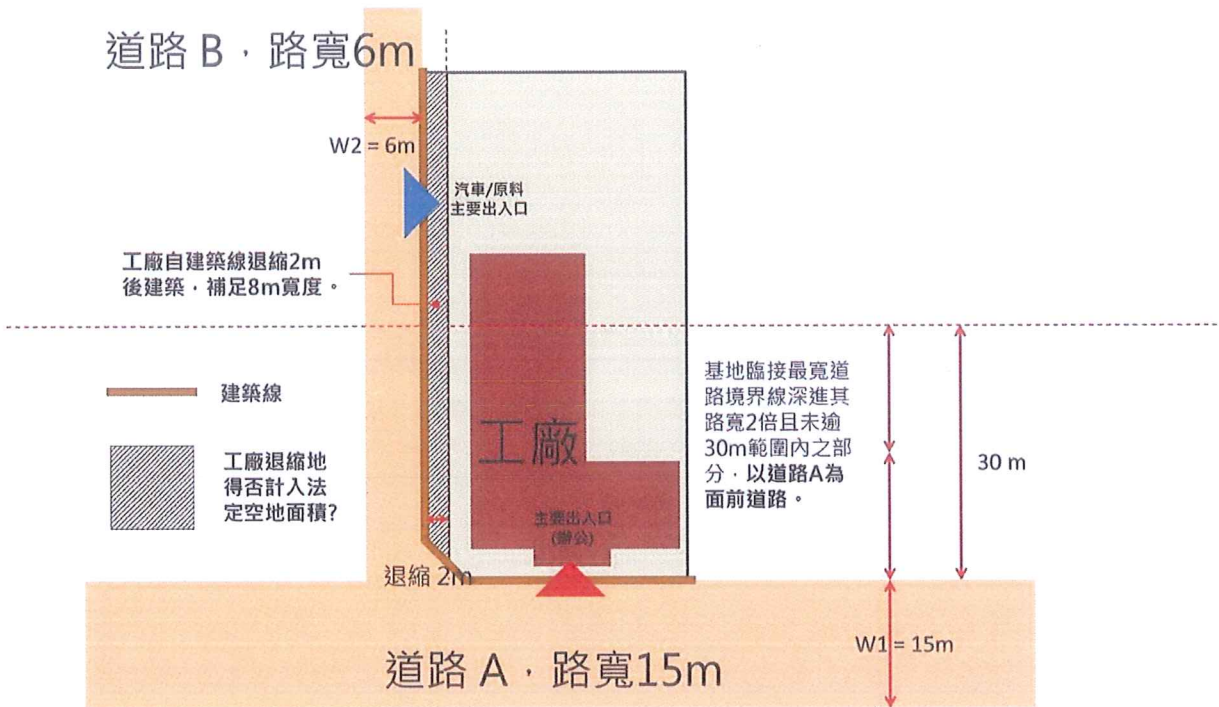 道路 B，路寬6m
W2 = 6m
汽車/原料
主要出入口
工廠自建築線退縮2m
後建築，補足8m寬度。
建築線
工廠退縮地
得否計入法
定空地面積?
工廠
主要出入口
(辦公)
退縮 2m
基地臨接最寬道
路境界線深進其
路寬2倍且未逾
30m範圍內之部
分，以道路A為
面前道路。
30 m
W1 = 15m
道路 A，路寬15m